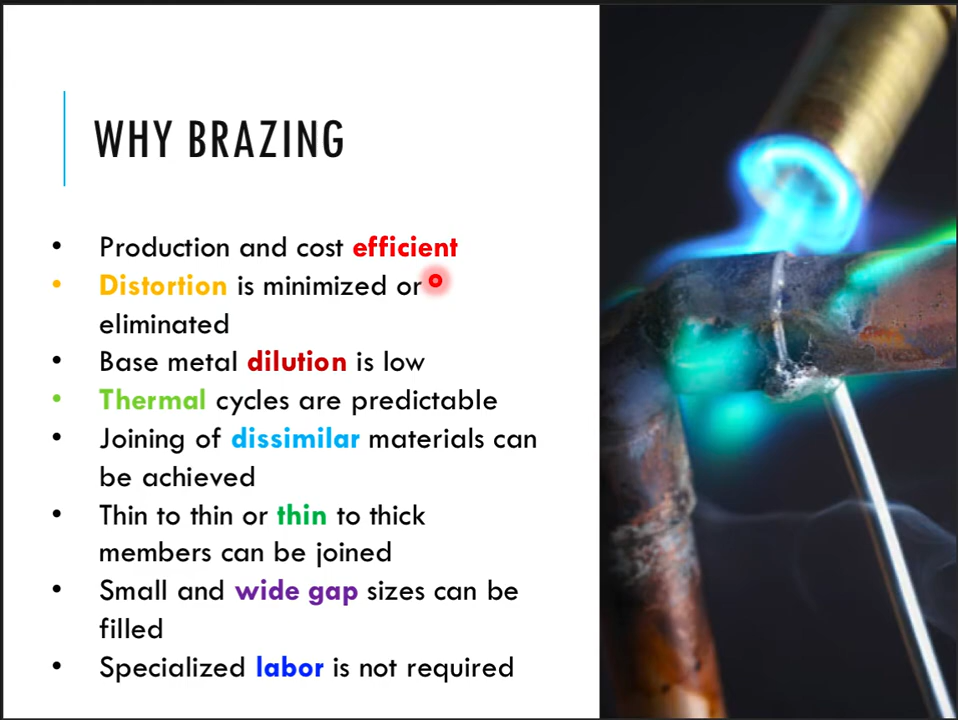 WHY BRAZING
• Production and cost efficient
• Distortion is minimized or
eliminated
• Base metal dilution is low
• Thermal cycles are predictable
• Joining of dissimilar materials can
be achieved
• Thin to thin or thin to thick
members can be joined
• Small and wide gap sizes can be
filled
• Specialized labor is not required